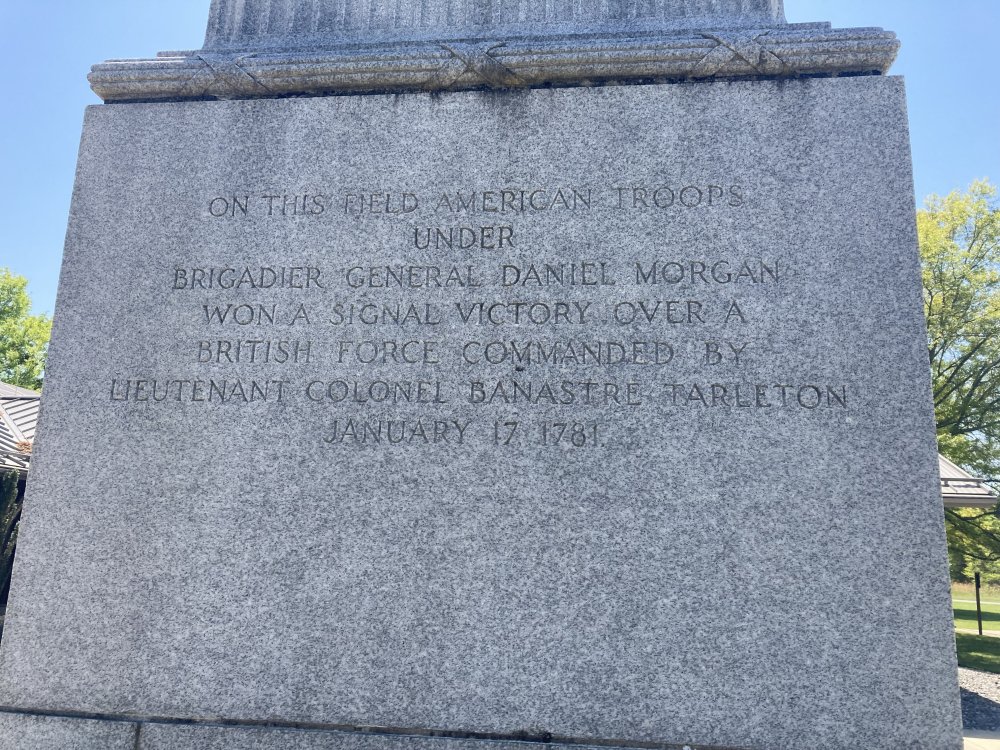 ON THIS FIELD AMERICAN TROOPS
UNDER
BRIGADIER GENERAL DANIEL MORGAN
WON A SIGNAL VICTORY OVER A
BRITISH FORCE COMMANDED BY
LIEUTENANT COLONEL BANASTRE TARLETON
JANUARY 17, 1781.